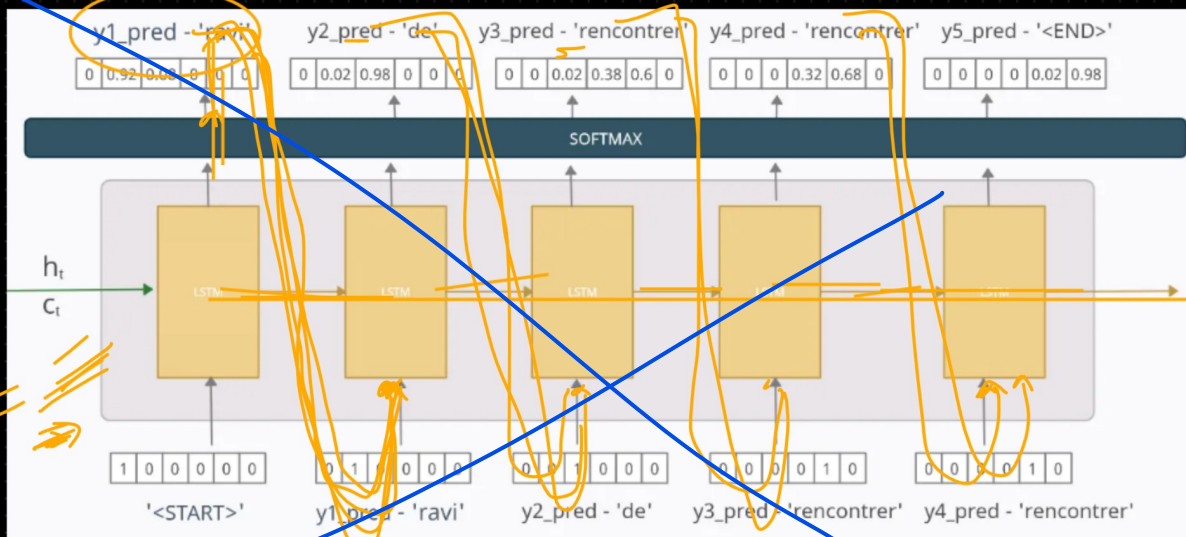 y1_pred - 'ravi' y2_pred - 'de' y3_pred - 'rencontrer' y4_pred - 'rencontrer' y5_pred - '<END>'
0 0.92 0.08 0 0 0 0 0.02 0.98 0 0 0 0 0 0.02 0.38 0.6 0 0 0 0 0.32 0.68 0 0 0 0 0 0.02 0.98
SOFTMAX
hₜ
cₜ
LSTM LSTM LSTM LSTM LSTM
1 0 0 0 0 0 0 1 0 0 0 0 0 0 1 0 0 0 0 0 0 0 1 0 0 0 0 0 1 0
'<START>' y1_pred - 'ravi' y2_pred - 'de' y3_pred - 'rencontrer' y4_pred - 'rencontrer'